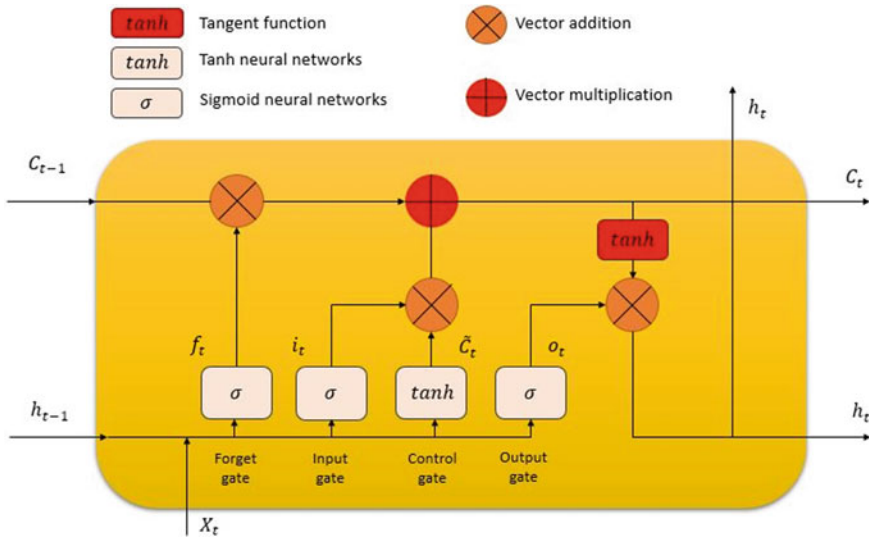 tanh Tangent function
Vector addition
tanh Tanh neural networks
σ Sigmoid neural networks
Vector multiplication
h_t
C_{t−1}
C_t
tanh
f_t
i_t
C̃_t
o_t
σ
σ
tanh
σ
h_{t−1}
h_t
Forget
gate
Input
gate
Control
gate
Output
gate
X_t